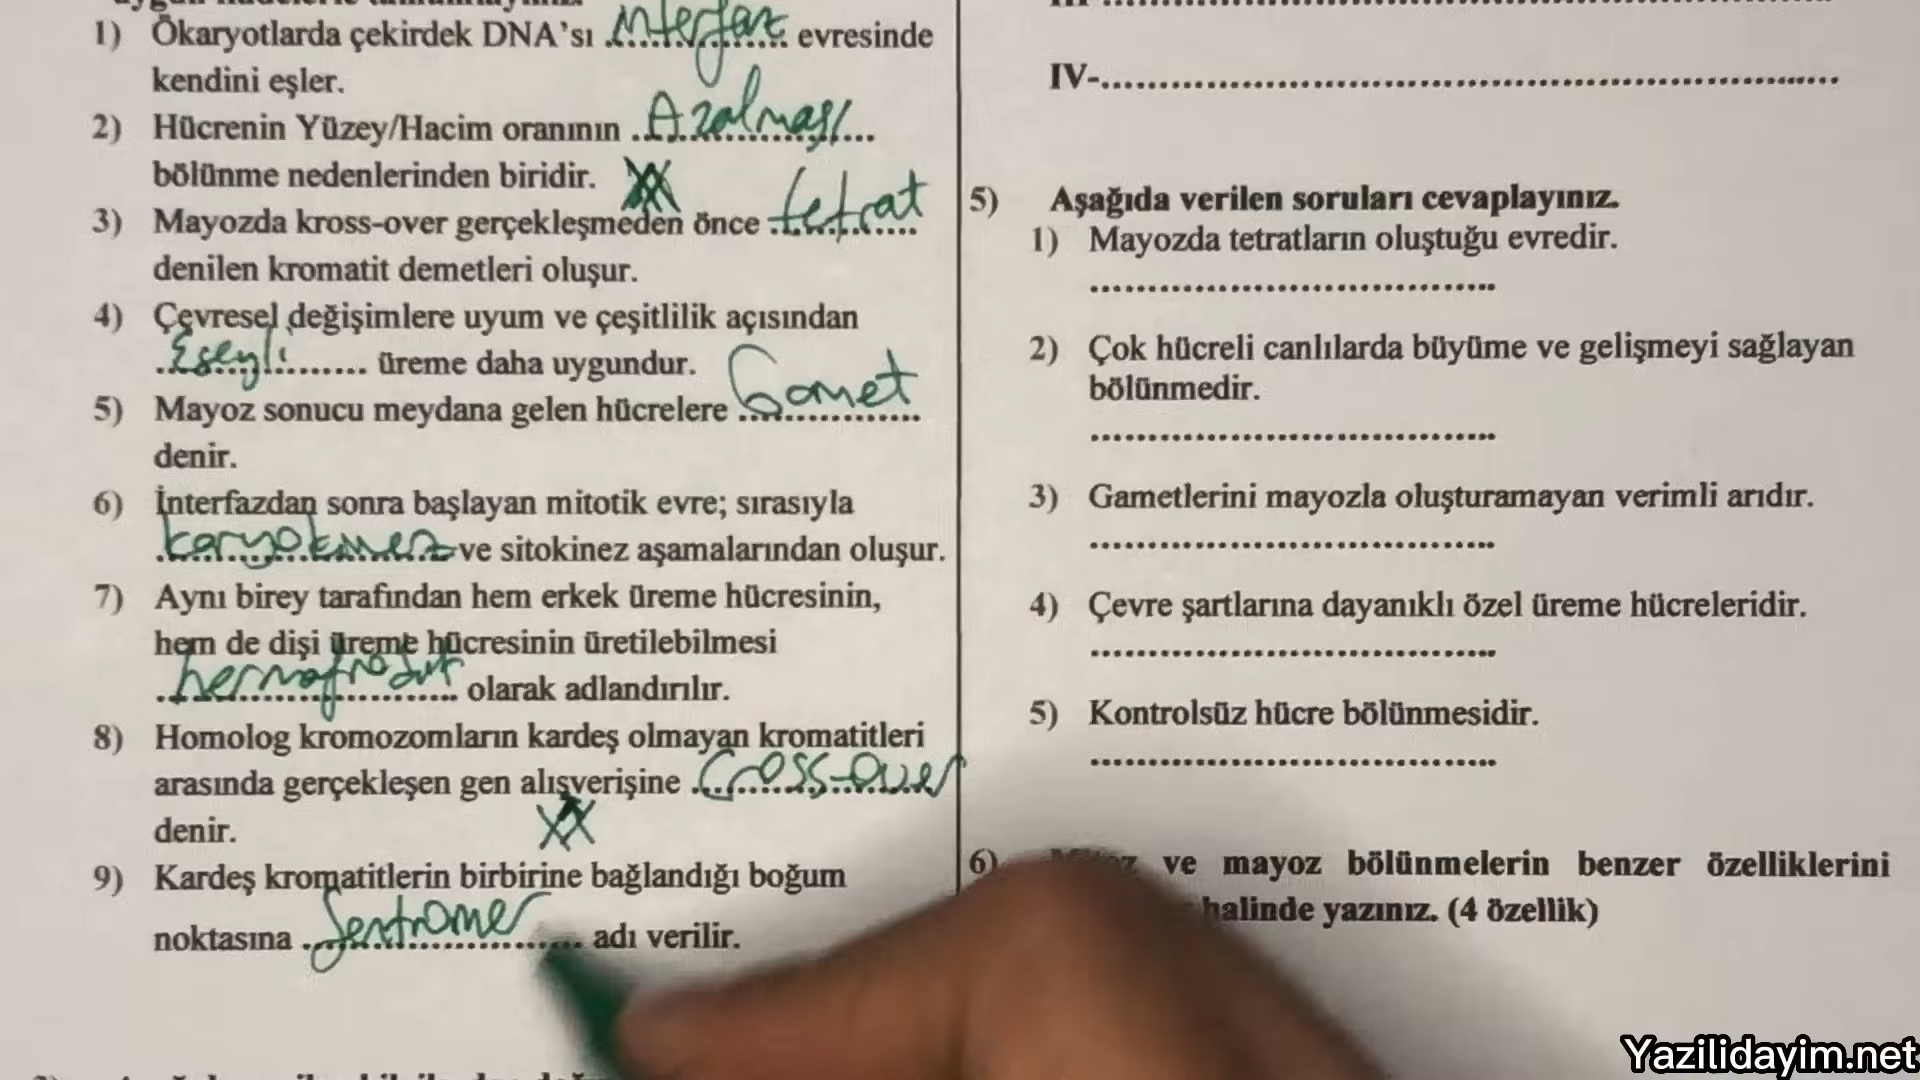 1) Ökaryotlarda çekirdek DNA'sı interfaz evresinde
kendini eşler.
2) Hücrenin Yüzey/Hacim oranının Azalması
bölünme nedenlerinden biridir.
3) Mayozda kross-over gerçekleşmeden önce tetrat
denilen kromatit demetleri oluşur.
4) Çevresel değişimlere uyum ve çeşitlilik açısından
Eşeyli üreme daha uygundur.
5) Mayoz sonucu meydana gelen hücrelere Gamet
denir.
6) İnterfazdan sonra başlayan mitotik evre; sırasıyla
karyokinez ve sitokinez aşamalarından oluşur.
7) Aynı birey tarafından hem erkek üreme hücresinin,
hem de dişi üreme hücresinin üretilebilmesi
hermafrodit olarak adlandırılır.
8) Homolog kromozomların kardeş olmayan kromatitleri
arasında gerçekleşen gen alışverişine Cross-over
denir.
9) Kardeş kromatitlerin birbirine bağlandığı boğum
noktasına Sentromer adı verilir.
IV-
5) Aşağıda verilen soruları cevaplayınız.
1) Mayozda tetratların oluştuğu evredir.
2) Çok hücreli canlılarda büyüme ve gelişmeyi sağlayan
bölünmedir.
3) Gametlerini mayozla oluşturamayan verimli arıdır.
4) Çevre şartlarına dayanıklı özel üreme hücreleridir.
5) Kontrolsüz hücre bölünmesidir.
6) ve mayoz bölünmelerin benzer özelliklerini
halinde yazınız. (4 özellik)
Yazilidayim.net